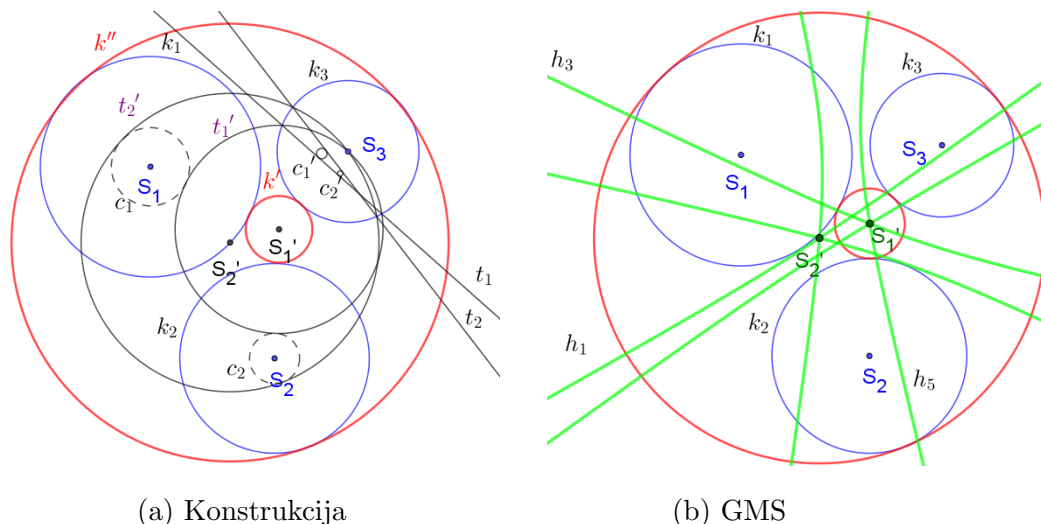 k''
k₁
k₃
t₂'
t₁'
c₁'
c₂'
S₃
c₁
S₁
k'
S₁'
S₂'
t₁
t₂
k₂
c₂
S₂
(a) Konstrukcija
k₁
h₃
k₃
S₁
S₃
S₁'
S₂'
k₂
h₁
S₂
h₅
(b) GMS